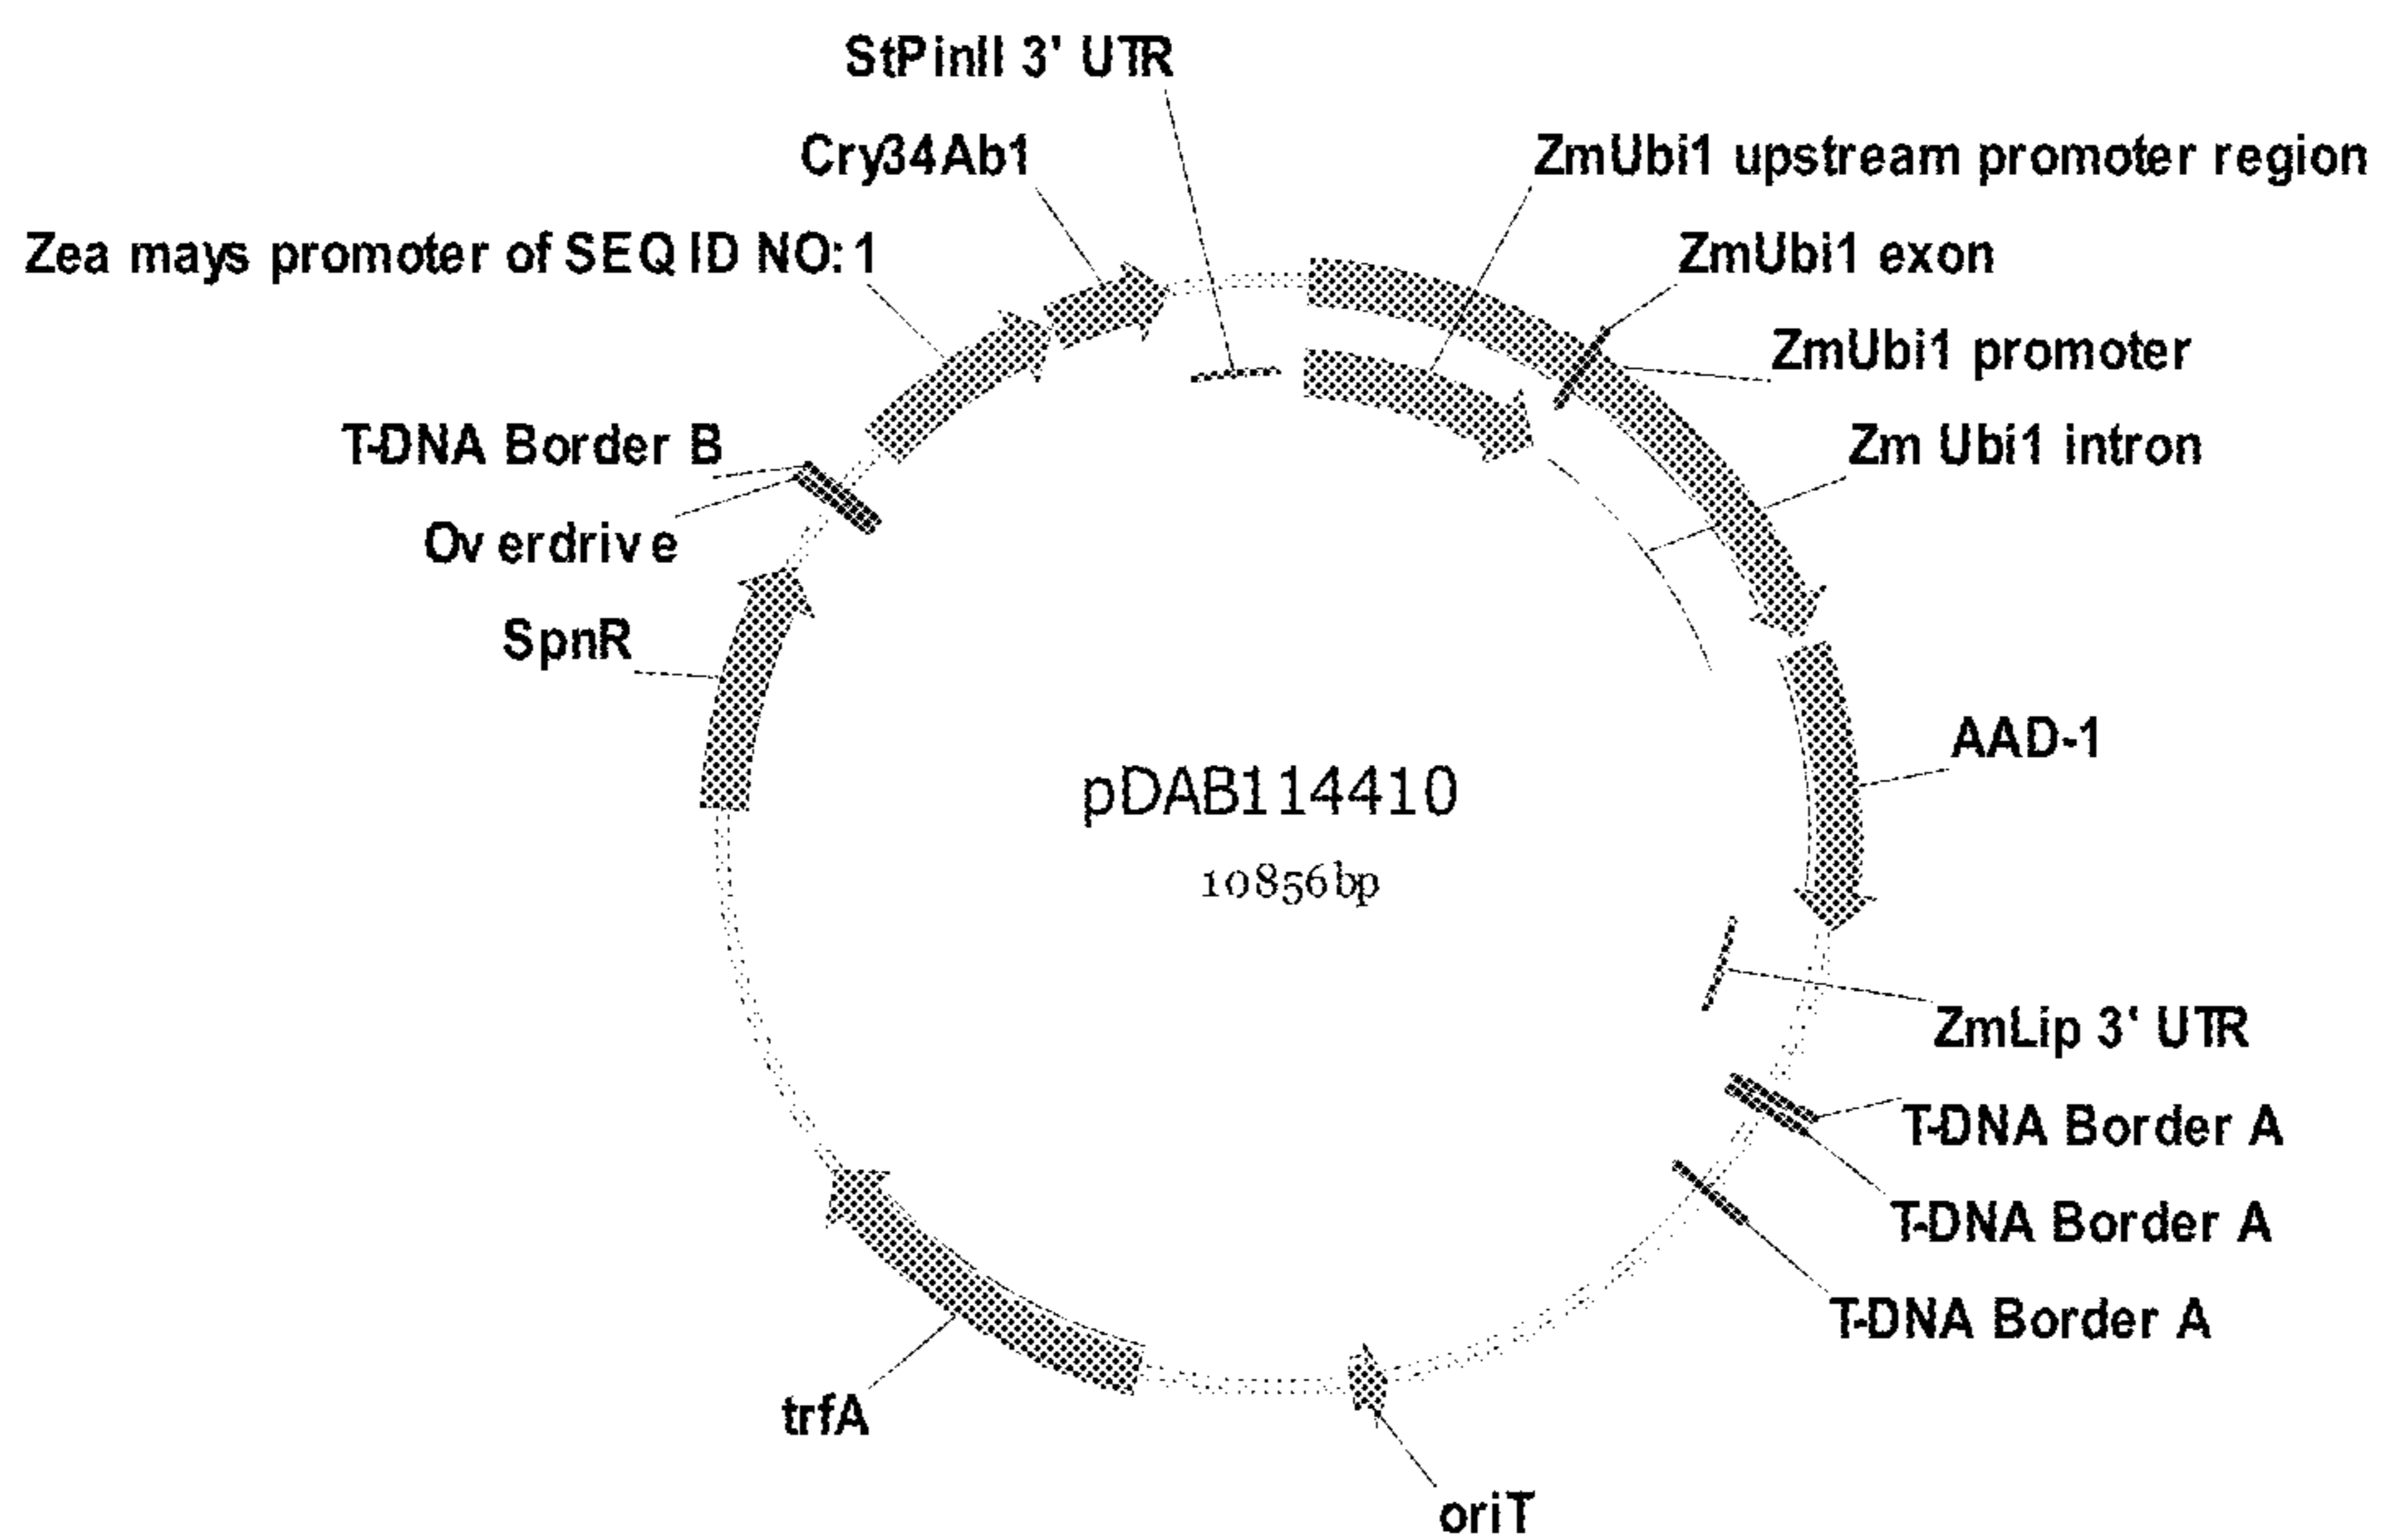 StPinII 3' UTR
Cry34Ab1
ZmUbi1 upstream promoter region
Zea mays promoter of SEQ ID NO:1
ZmUbi1 exon
ZmUbi1 promoter
T-DNA Border B
Zm Ubi1 intron
Overdrive
SpnR
AAD-1
pDAB114410
10856bp
ZmLip 3' UTR
T-DNA Border A
T-DNA Border A
T-DNA Border A
trfA
oriT